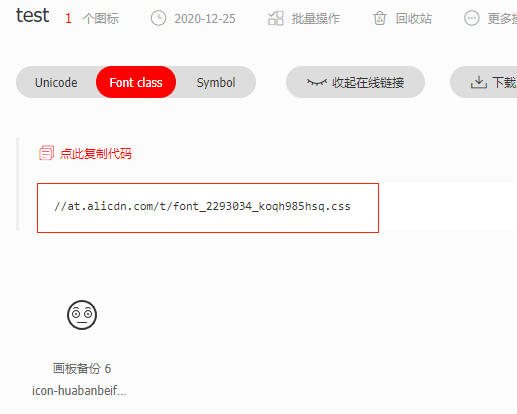 test 1 个图标 2020-12-25 批量操作 回收站 更多
Unicode Font class Symbol 收起在线链接 下载
点此复制代码
//at.alicdn.com/t/font_2293034_koqh985hsq.css
画板备份 6
icon-huabanbeif...